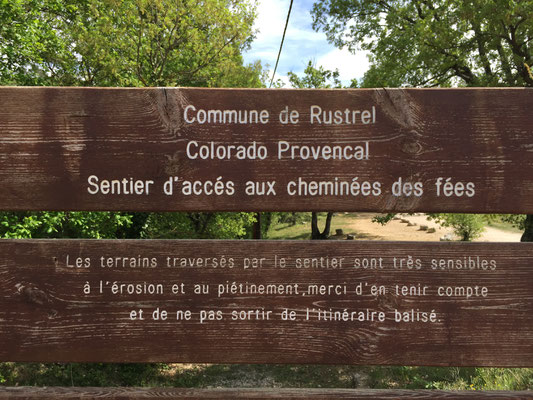 Commune de Rustrel
Colorado Provencal
Sentier d'accés aux cheminées des fées
Les terrains traversés par le sentier sont très sensibles
à l'érosion et au piétinement,merci d'en tenir compte
et de ne pas sortir de l'itinéraire balisé.